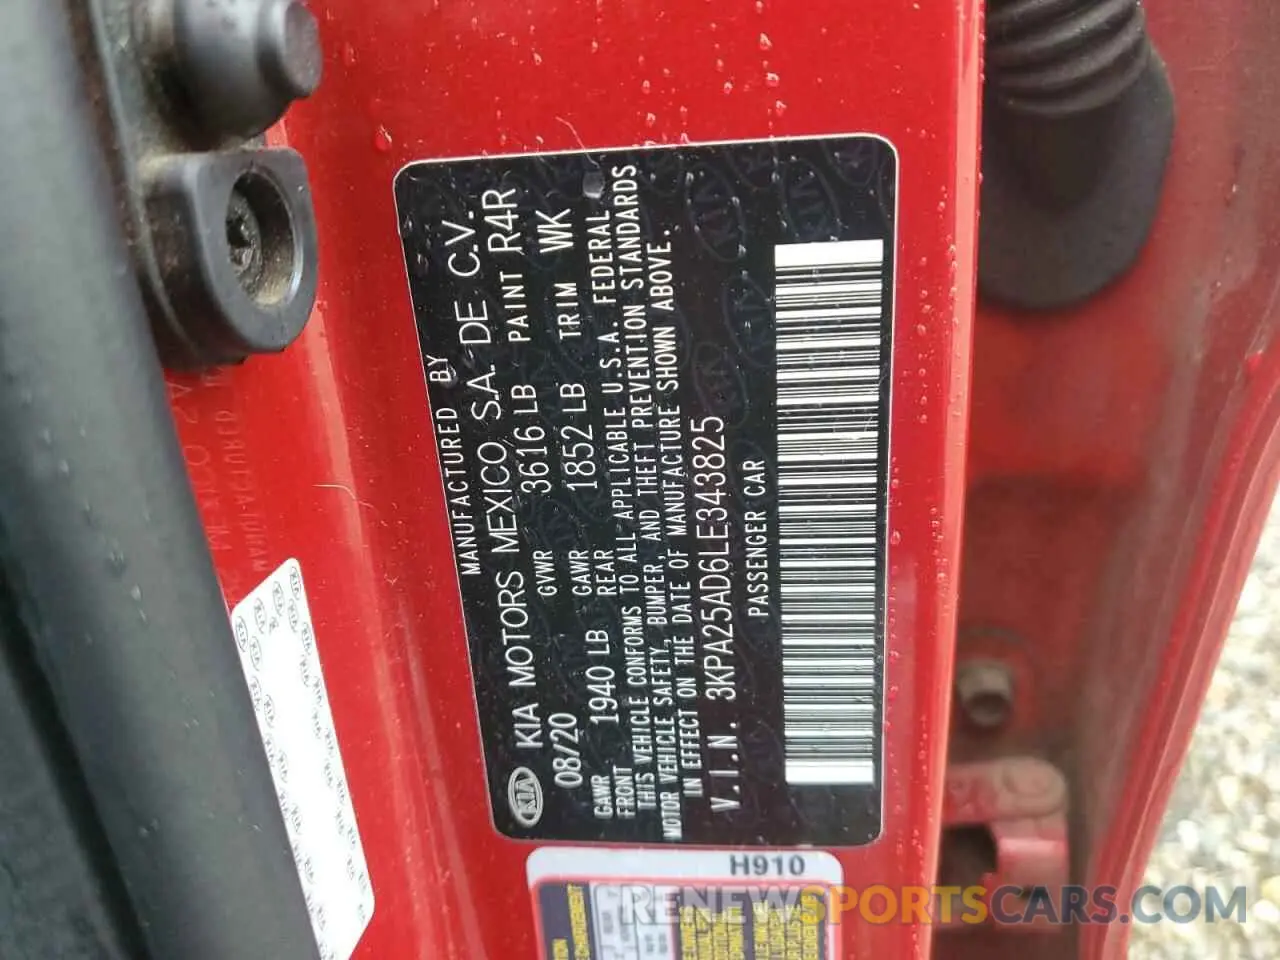 MANUFACTURED BY
KIA KIA MOTORS MEXICO S.A. DE C.V.
08/20 GVWR 3616 LB PAINT R4R
GAWR FRONT 1940 LB GAWR REAR 1852 LB TRIM WK
THIS VEHICLE CONFORMS TO ALL APPLICABLE U.S.A. FEDERAL
MOTOR VEHICLE SAFETY, BUMPER, AND THEFT PREVENTION STANDARDS
IN EFFECT ON THE DATE OF MANUFACTURE SHOWN ABOVE.
V.I.N. 3KPA25AD6LE343825
PASSENGER CAR
H910
RENEWSPORTSCARS.COM